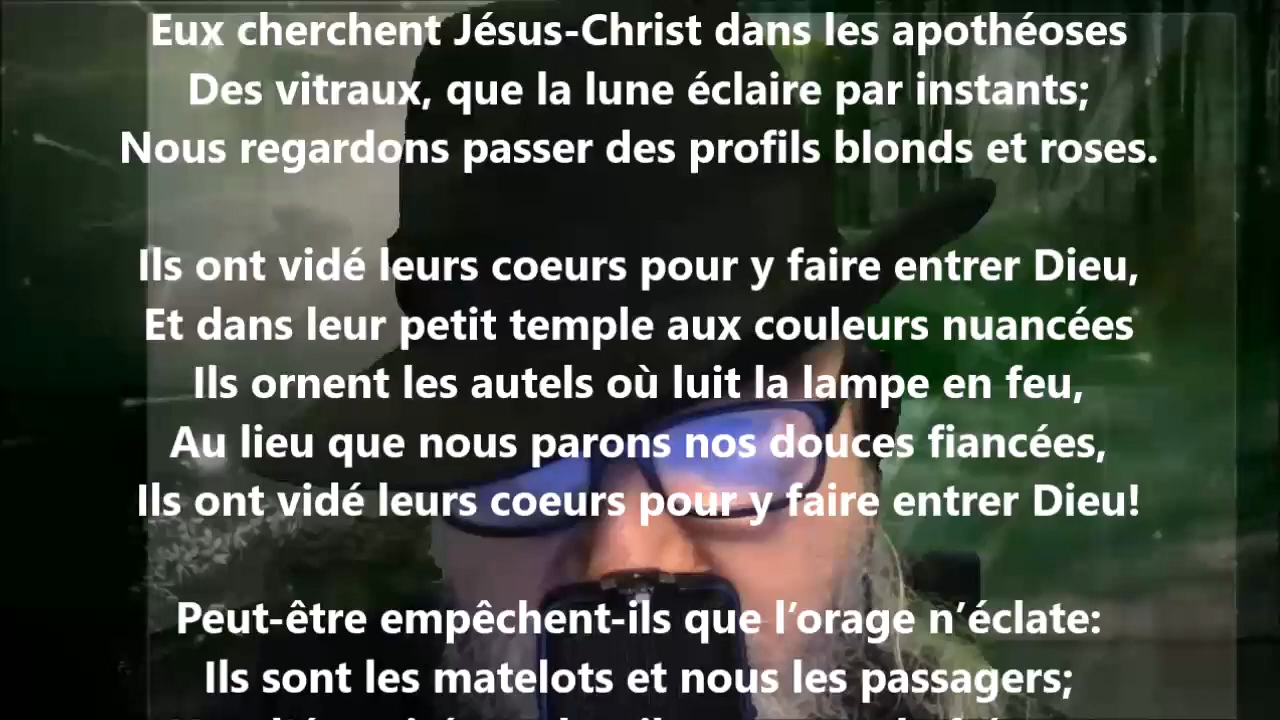 Eux cherchent Jésus-Christ dans les apothéoses
Des vitraux, que la lune éclaire par instants;
Nous regardons passer des profils blonds et roses.
Ils ont vidé leurs coeurs pour y faire entrer Dieu,
Et dans leur petit temple aux couleurs nuancées
Ils ornent les autels où luit la lampe en feu,
Au lieu que nous parons nos douces fiancées,
Ils ont vidé leurs coeurs pour y faire entrer Dieu!
Peut-être empêchent-ils que l’orage n’éclate:
Ils sont les matelots et nous les passagers;